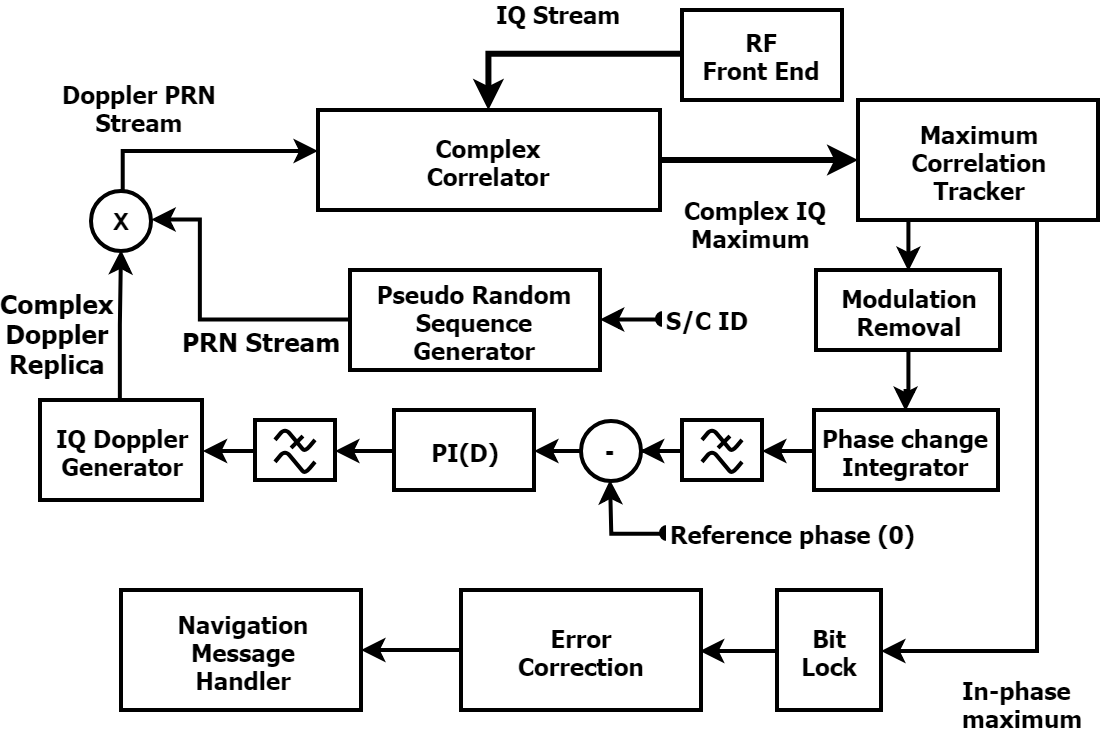 IQ Stream
RF
Front End
Doppler PRN
Stream
Complex
Correlator
Maximum
Correlation
Tracker
Complex IQ
Maximum
X
Pseudo Random
Sequence
Generator
S/C ID
Modulation
Removal
Complex
Doppler
Replica
PRN Stream
IQ Doppler
Generator
PI(D)
-
Phase change
Integrator
Reference phase (0)
Navigation
Message
Handler
Error
Correction
Bit
Lock
In-phase
maximum